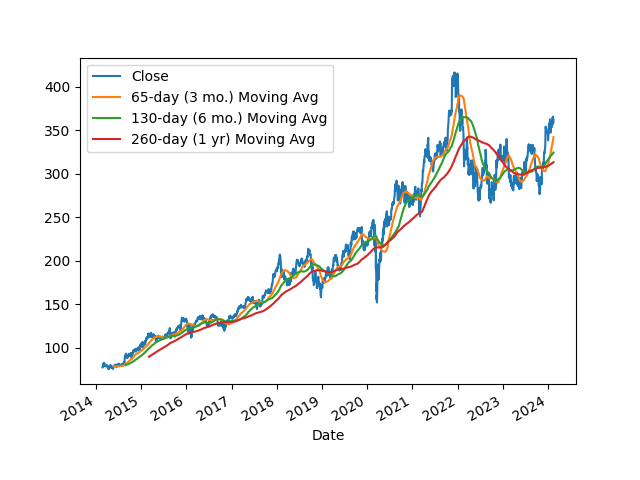 Close
65-day (3 mo.) Moving Avg
130-day (6 mo.) Moving Avg
260-day (1 yr) Moving Avg
400
350
300
250
200
150
100
2014 2015 2016 2017 2018 2019 2020 2021 2022 2023 2024
Date